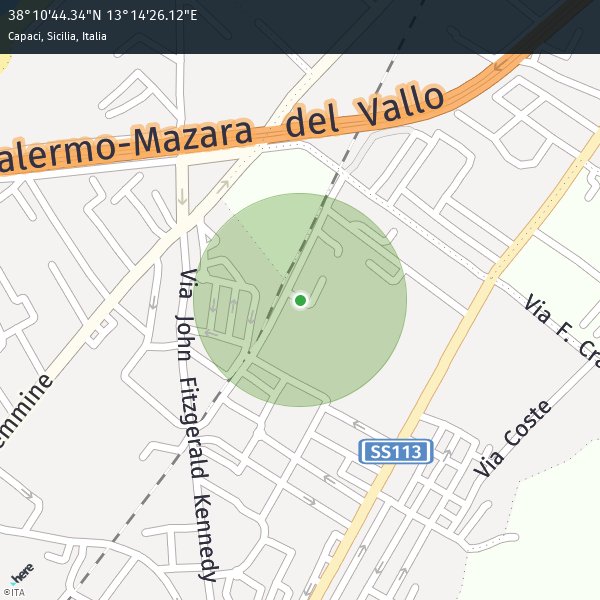 38°10'44.34"N 13°14'26.12"E
Capaci, Sicilia, Italia
alermo-Mazara del Vallo
Via John Fitzgerald Kennedy
Via F. Cra
emmine
SS113
Via Coste
here
©ITA